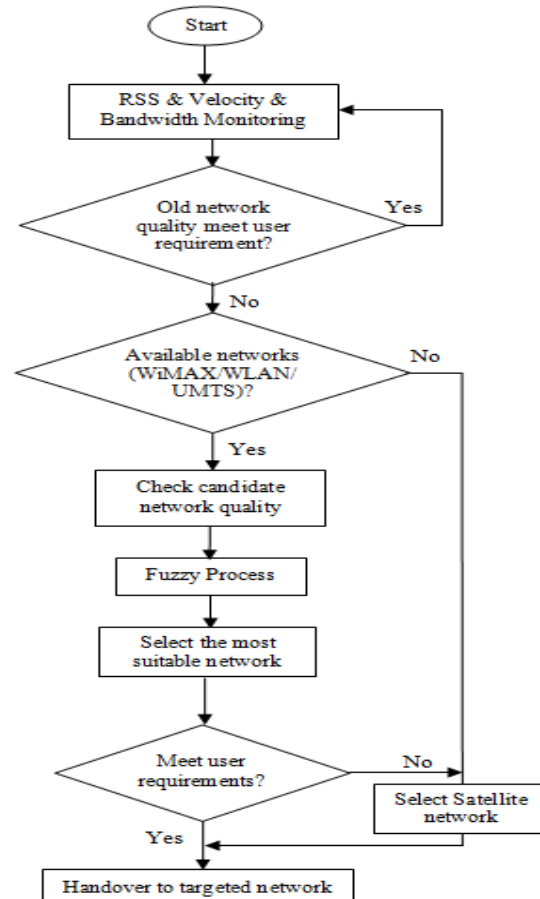 Start
RSS & Velocity &
Bandwidth Monitoring
Old network
quality meet user
requirement?
Yes
No
Available networks
(WiMAX/WLAN/
UMTS)?
No
Yes
Check candidate
network quality
Fuzzy Process
Select the most
suitable network
Meet user
requirements?
No
Select Satellite
network
Yes
Handover to targeted network